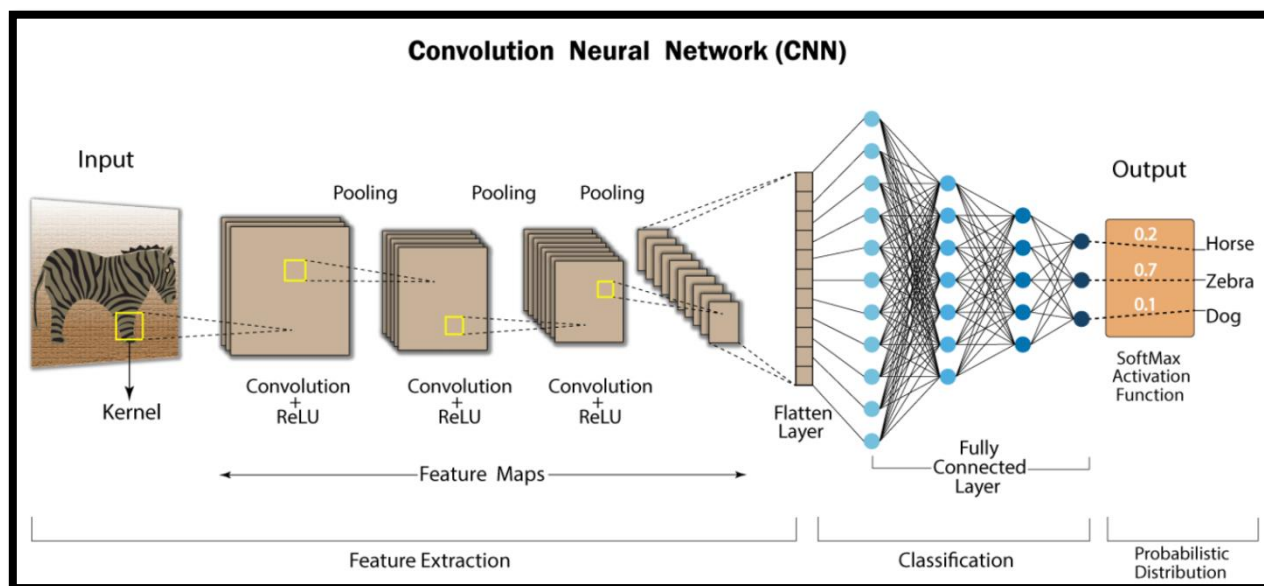 Convolution Neural Network (CNN)
Input
Kernel
Pooling
Pooling
Pooling
Convolution
+
ReLU
Convolution
+
ReLU
Convolution
+
ReLU
Feature Maps
Flatten
Layer
Fully
Connected
Layer
Output
0.2
Horse
0.7
Zebra
0.1
Dog
SoftMax
Activation
Function
Feature Extraction
Classification
Probabilistic
Distribution